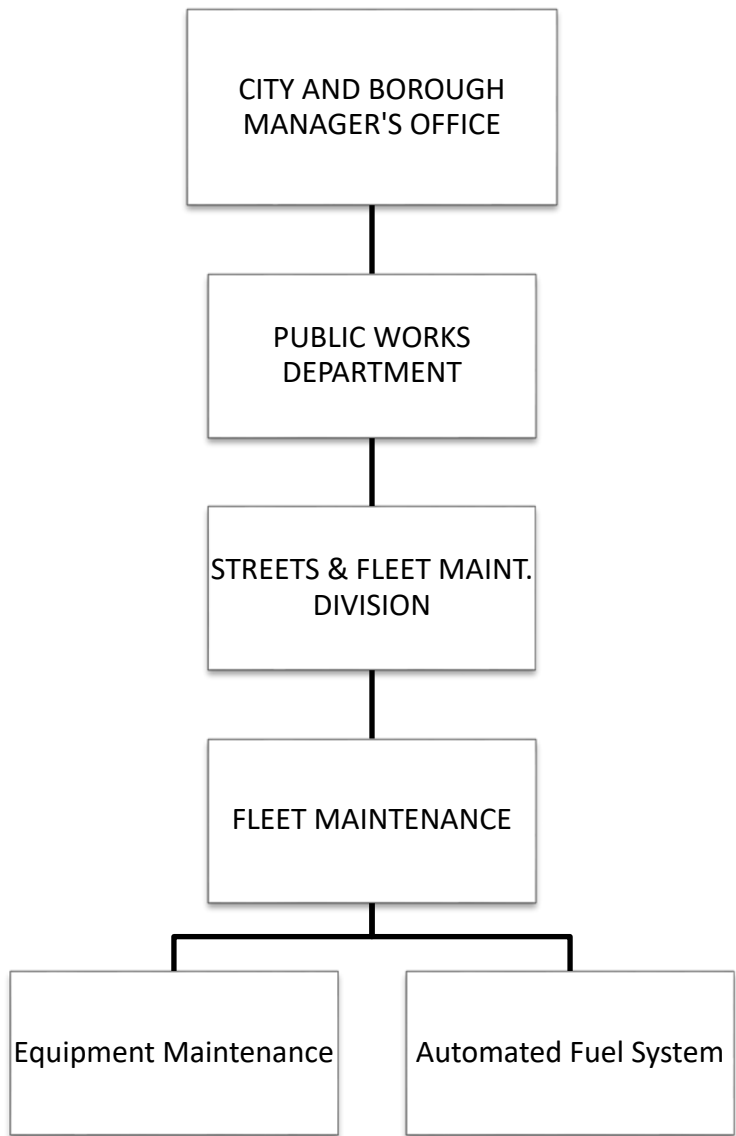 CITY AND BOROUGH
MANAGER'S OFFICE
PUBLIC WORKS
DEPARTMENT
STREETS & FLEET MAINT.
DIVISION
FLEET MAINTENANCE
Equipment Maintenance
Automated Fuel System